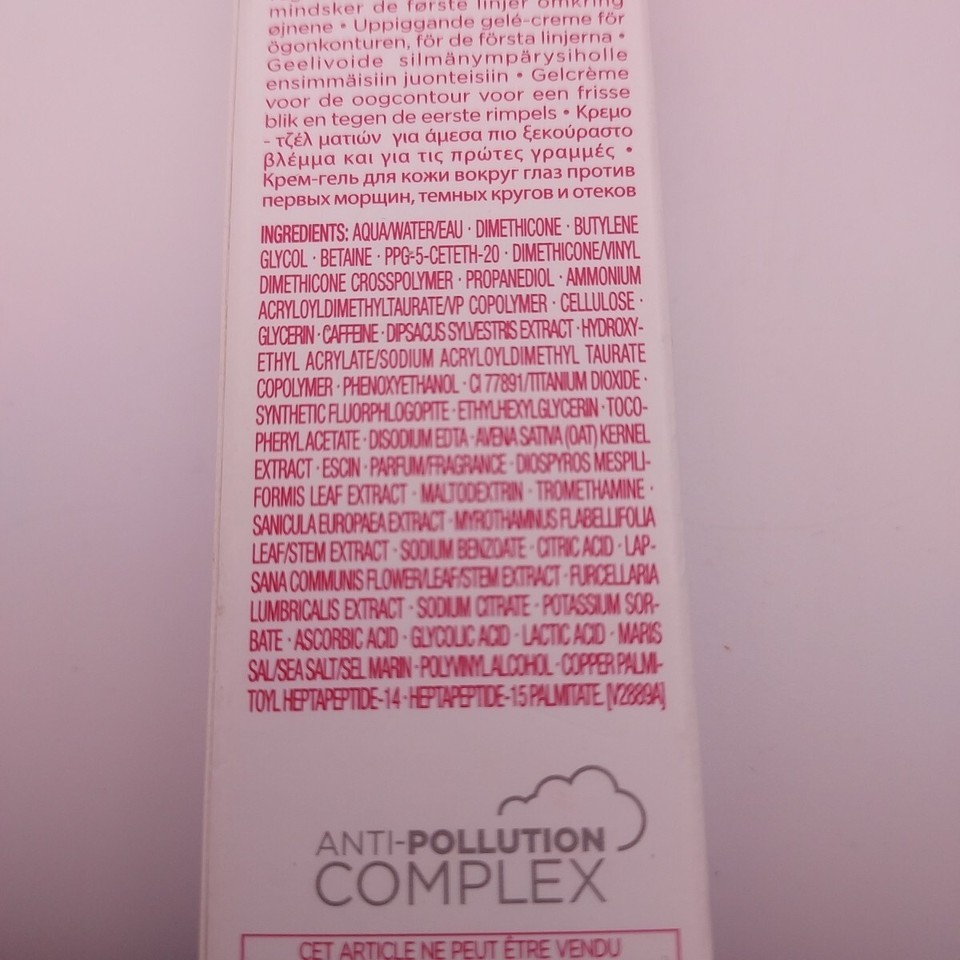 mindsker de første linjer omkring
øjnene • Uppiggande gelé-creme för
ögonkonturen, för de första linjerna •
Geelivoide silmänympärysiholle
ensimmäisiin juonteisiin • Gelcrème
voor de oogcontour voor een frisse
blik en tegen de eerste rimpels • Κρεμο
- τζέλ ματιών για άμεσα πιο ξεκούραστο
βλέμμα και για τις πρώτες γραμμές •
Крем-гель для кожи вокруг глаз против
первых морщин, темных кругов и отеков
INGREDIENTS: AQUA/WATER/EAU · DIMETHICONE · BUTYLENE
GLYCOL · BETAINE · PPG-5-CETETH-20 · DIMETHICONE/VINYL
DIMETHICONE CROSSPOLYMER · PROPANEDIOL · AMMONIUM
ACRYLOYLDIMETHYLTAURATE/VP COPOLYMER · CELLULOSE ·
GLYCERIN · CAFFEINE · DIPSACUS SYLVESTRIS EXTRACT · HYDROXY-
ETHYL ACRYLATE/SODIUM ACRYLOYLDIMETHYL TAURATE
COPOLYMER · PHENOXYETHANOL · CI 77891/TITANIUM DIOXIDE ·
SYNTHETIC FLUORPHLOGOPITE · ETHYLHEXYLGLYCERIN · TOCO-
PHERYL ACETATE · DISODIUM EDTA · AVENA SATIVA (OAT) KERNEL
EXTRACT · ESCIN · PARFUM/FRAGRANCE · DIOSPYROS MESPILI-
FORMIS LEAF EXTRACT · MALTODEXTRIN · TROMETHAMINE ·
SANICULA EUROPAEA EXTRACT · MYROTHAMNUS FLABELLIFOLIA
LEAF/STEM EXTRACT · SODIUM BENZOATE · CITRIC ACID · LAP-
SANA COMMUNIS FLOWER/LEAF/STEM EXTRACT · FURCELLARIA
LUMBRICALIS EXTRACT · SODIUM CITRATE · POTASSIUM SOR-
BATE · ASCORBIC ACID · GLYCOLIC ACID · LACTIC ACID · MARIS
SAL/SEA SALT/SEL MARIN · POLYVINYL ALCOHOL · COPPER PALMI-
TOYL HEPTAPEPTIDE-14 · HEPTAPEPTIDE-15 PALMITATE. [V2889A]
ANTI-POLLUTION
COMPLEX
CET ARTICLE NE PEUT ÊTRE VENDU